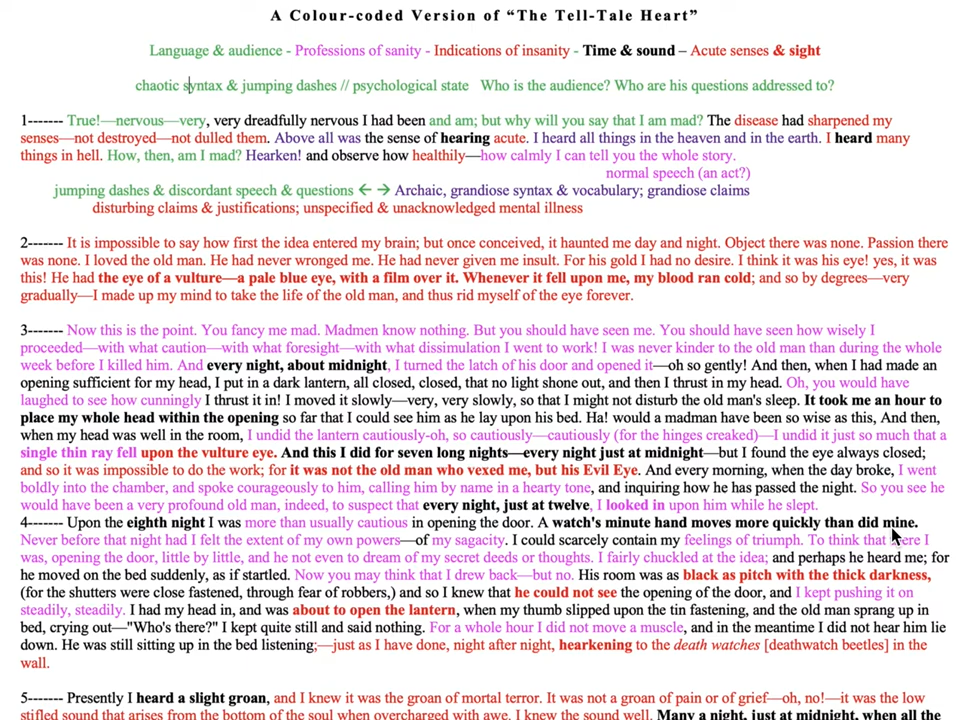 A Colour-coded Version of “The Tell-Tale Heart”
Language & audience - Professions of sanity - Indications of insanity - Time & sound – Acute senses & sight
chaotic syntax & jumping dashes // psychological state Who is the audience? Who are his questions addressed to?
1------- True!—nervous—very, very dreadfully nervous I had been and am; but why will you say that I am mad? The disease had sharpened my
senses—not destroyed—not dulled them. Above all was the sense of hearing acute. I heard all things in the heaven and in the earth. I heard many
things in hell. How, then, am I mad? Hearken! and observe how healthily—how calmly I can tell you the whole story.
normal speech (an act?)
jumping dashes & discordant speech & questions ← → Archaic, grandiose syntax & vocabulary; grandiose claims
disturbing claims & justifications; unspecified & unacknowledged mental illness
2------- It is impossible to say how first the idea entered my brain; but once conceived, it haunted me day and night. Object there was none. Passion there
was none. I loved the old man. He had never wronged me. He had never given me insult. For his gold I had no desire. I think it was his eye! yes, it was
this! He had the eye of a vulture—a pale blue eye, with a film over it. Whenever it fell upon me, my blood ran cold; and so by degrees—very
gradually—I made up my mind to take the life of the old man, and thus rid myself of the eye forever.
3------- Now this is the point. You fancy me mad. Madmen know nothing. But you should have seen me. You should have seen how wisely I
proceeded—with what caution—with what foresight—with what dissimulation I went to work! I was never kinder to the old man than during the whole
week before I killed him. And every night, about midnight, I turned the latch of his door and opened it—oh so gently! And then, when I had made an
opening sufficient for my head, I put in a dark lantern, all closed, closed, that no light shone out, and then I thrust in my head. Oh, you would have
laughed to see how cunningly I thrust it in! I moved it slowly—very, very slowly, so that I might not disturb the old man's sleep. It took me an hour to
place my whole head within the opening so far that I could see him as he lay upon his bed. Ha! would a madman have been so wise as this, And then,
when my head was well in the room, I undid the lantern cautiously-oh, so cautiously—cautiously (for the hinges creaked)—I undid it just so much that a
single thin ray fell upon the vulture eye. And this I did for seven long nights—every night just at midnight—but I found the eye always closed;
and so it was impossible to do the work; for it was not the old man who vexed me, but his Evil Eye. And every morning, when the day broke, I went
boldly into the chamber, and spoke courageously to him, calling him by name in a hearty tone, and inquiring how he has passed the night. So you see he
would have been a very profound old man, indeed, to suspect that every night, just at twelve, I looked in upon him while he slept.
4------- Upon the eighth night I was more than usually cautious in opening the door. A watch's minute hand moves more quickly than did mine.
Never before that night had I felt the extent of my own powers—of my sagacity. I could scarcely contain my feelings of triumph. To think that there I
was, opening the door, little by little, and he not even to dream of my secret deeds or thoughts. I fairly chuckled at the idea; and perhaps he heard me; for
he moved on the bed suddenly, as if startled. Now you may think that I drew back—but no. His room was as black as pitch with the thick darkness,
(for the shutters were close fastened, through fear of robbers,) and so I knew that he could not see the opening of the door, and I kept pushing it on
steadily, steadily. I had my head in, and was about to open the lantern, when my thumb slipped upon the tin fastening, and the old man sprang up in
bed, crying out—"Who's there?" I kept quite still and said nothing. For a whole hour I did not move a muscle, and in the meantime I did not hear him lie
down. He was still sitting up in the bed listening;—just as I have done, night after night, hearkening to the death watches [deathwatch beetles] in the
wall.
5------- Presently I heard a slight groan, and I knew it was the groan of mortal terror. It was not a groan of pain or of grief—oh, no!—it was the low
stifled sound that arises from the bottom of the soul when overcharged with awe. I knew the sound well. Many a night, just at midnight, when all the